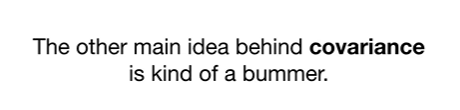 The other main idea behind covariance
is kind of a bummer.